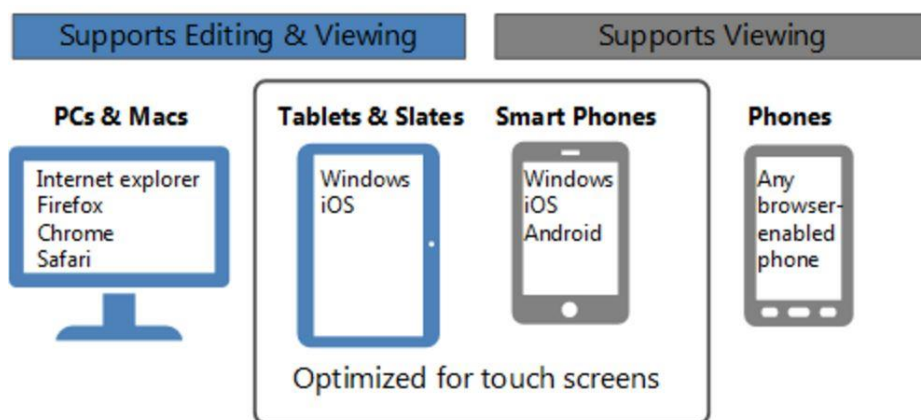 Supports Editing & Viewing
Supports Viewing
PCs & Macs
Internet explorer
Firefox
Chrome
Safari
Tablets & Slates
Windows
iOS
Smart Phones
Windows
iOS
Android
Phones
Any
browser-
enabled
phone
Optimized for touch screens